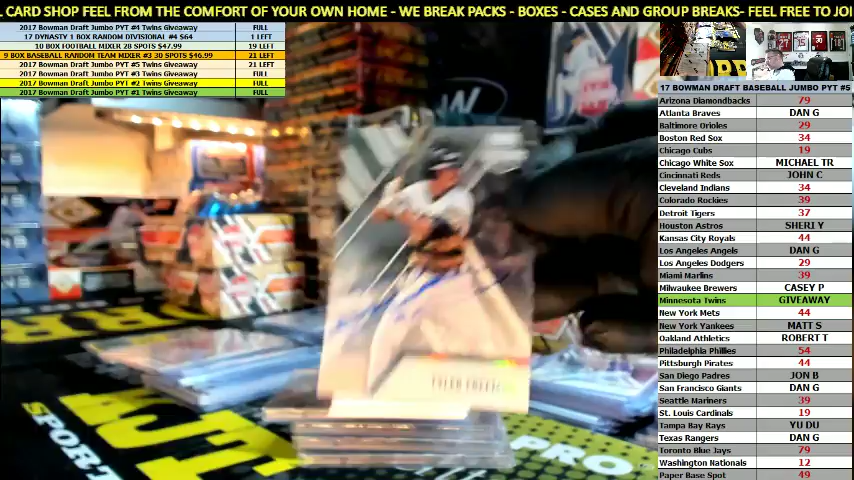 L CARD SHOP FEEL FROM THE COMFORT OF YOUR OWN HOME - WE BREAK PACKS - BOXES - CASES AND GROUP BREAKS- FEEL FREE TO JOI
2017 Bowman Draft Jumbo PYT #4 Twins Giveaway FULL
17 DYNASTY 1 BOX RANDOM DIVISIONAL #4 $64 1 LEFT
10 BOX FOOTBALL MIXER 28 SPOTS $47.99 19 LEFT
9 BOX BASEBALL RANDOM TEAM MIXER #3 30 SPOTS $46.99 21 LEFT
2017 Bowman Draft Jumbo PYT #5 Twins Giveaway 21 LEFT
2017 Bowman Draft Jumbo PYT #3 Twins Giveaway FULL
2017 Bowman Draft Jumbo PYT #2 Twins Giveaway FULL
2017 Bowman Draft Jumbo PYT #1 Twins Giveaway FULL
17 BOWMAN DRAFT BASEBALL JUMBO PYT #5
Arizona Diamondbacks 79
Atlanta Braves DAN G
Baltimore Orioles 29
Boston Red Sox 34
Chicago Cubs 19
Chicago White Sox MICHAEL TR
Cincinnati Reds JOHN C
Cleveland Indians 34
Colorado Rockies 39
Detroit Tigers 37
Houston Astros SHERI Y
Kansas City Royals 44
Los Angeles Angels DAN G
Los Angeles Dodgers 29
Miami Marlins 39
Milwaukee Brewers CASEY P
Minnesota Twins GIVEAWAY
New York Mets 44
New York Yankees MATT S
Oakland Athletics ROBERT T
Philadelphia Phillies 54
Pittsburgh Pirates 44
San Diego Padres JON B
San Francisco Giants DAN G
Seattle Mariners 39
St. Louis Cardinals 19
Tampa Bay Rays YU DU
Texas Rangers DAN G
Toronto Blue Jays 79
Washington Nationals 12
Paper Base Spot 49
TYLER
SPORT
PRO